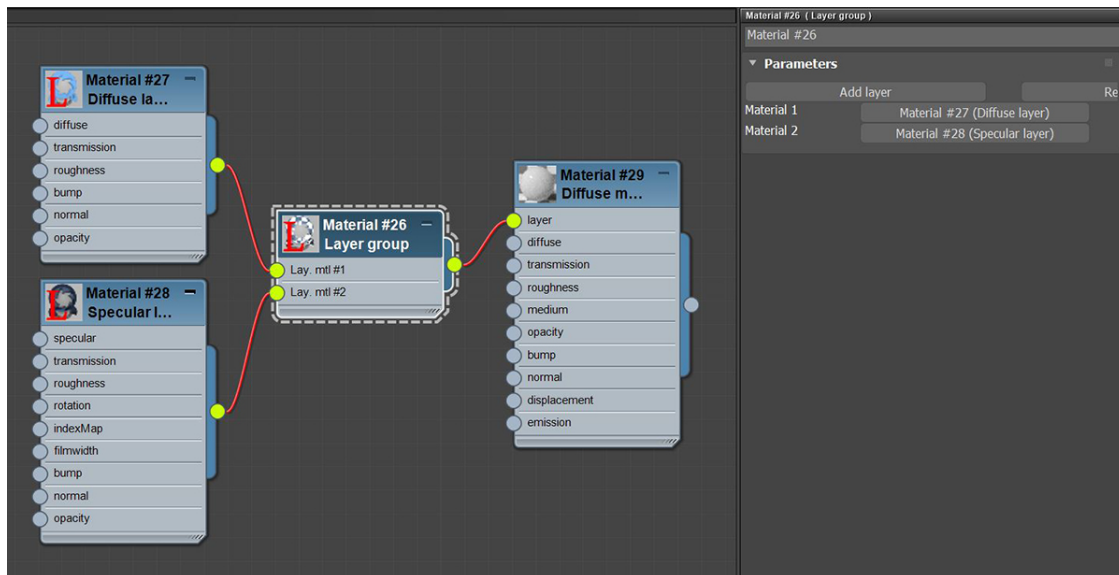 Material #27
Diffuse la...
diffuse
transmission
roughness
bump
normal
opacity
Material #28
Specular l...
specular
transmission
roughness
rotation
indexMap
filmwidth
bump
normal
opacity
Material #26
Layer group
Lay. mtl #1
Lay. mtl #2
Material #29
Diffuse m...
layer
diffuse
transmission
roughness
medium
opacity
bump
normal
displacement
emission
Material #26 ( Layer group )
Material #26
Parameters
Add layer Re
Material 1 Material #27 (Diffuse layer)
Material 2 Material #28 (Specular layer)